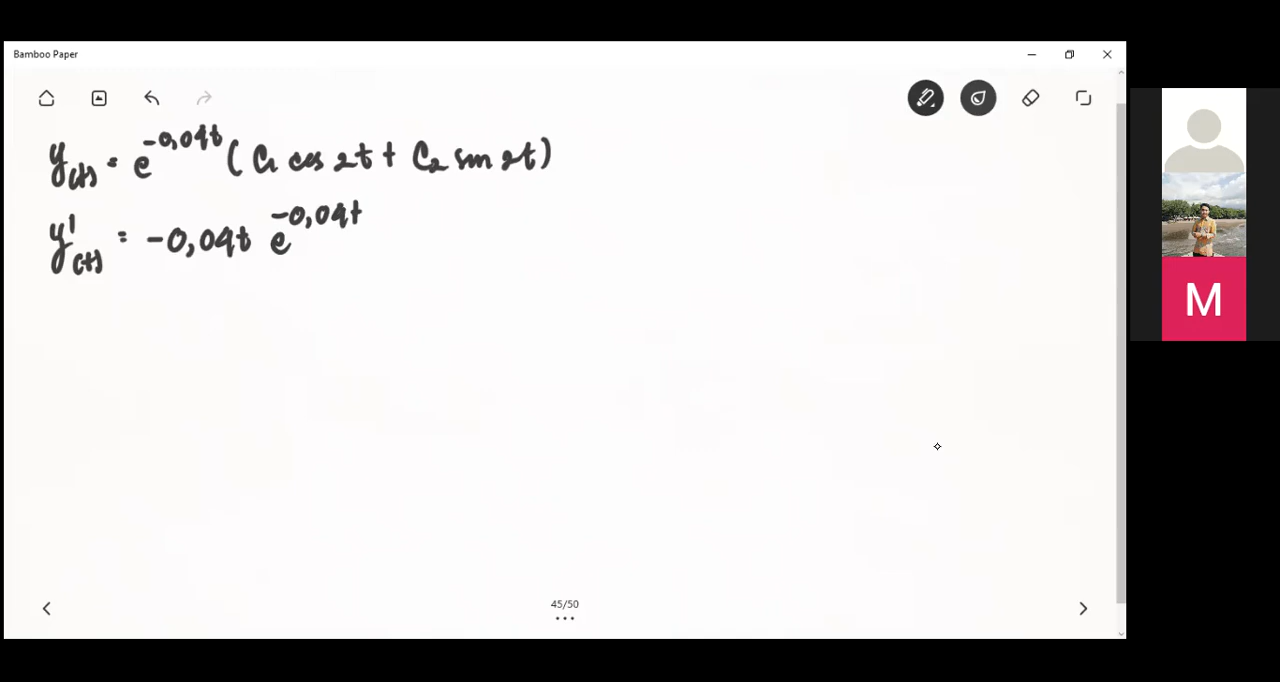 Bamboo Paper
y(t) = e^-0,04t (C1 cos 2t + C2 sin 2t)
y'(t) = -0,04t e^-0,04t
45/50
M